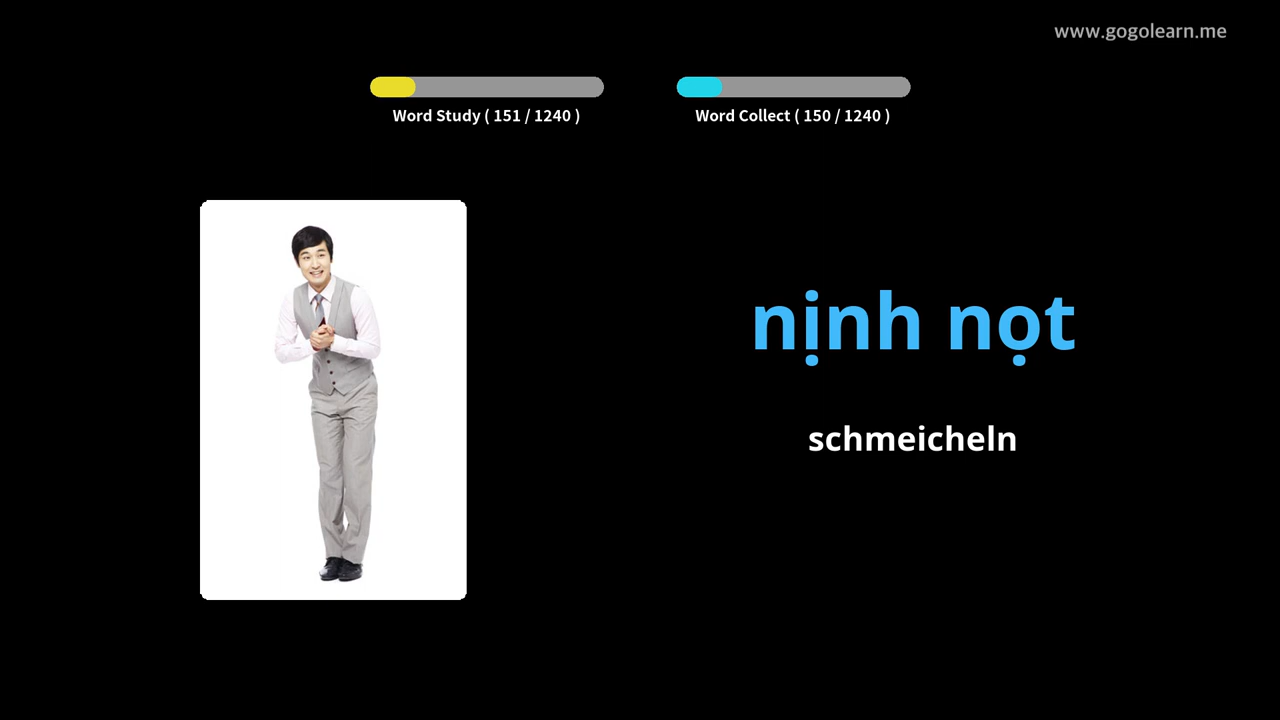 www.gogolearn.me
Word Study ( 151 / 1240 )
Word Collect ( 150 / 1240 )
nịnh nọt
schmeicheln